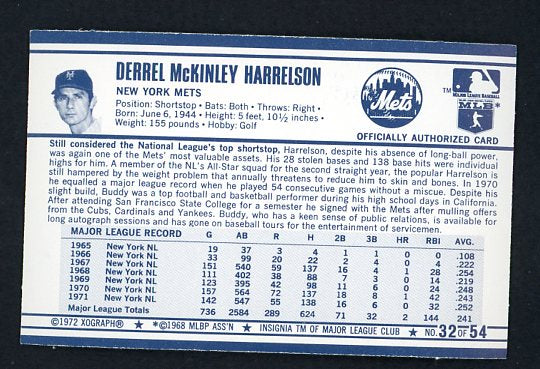 DERREL McKINLEY HARRELSON
NEW YORK METS
Position: Shortstop • Bats: Both • Throws: Right •
Born: June 6, 1944 • Height: 5 feet, 10½ inches •
Weight: 155 pounds • Hobby: Golf
Mets
TM
MAJOR LEAGUE BASEBALL
MLB *
OFFICIALLY AUTHORIZED CARD
Still considered the National League's top shortstop, Harrelson, despite his absence of long-ball power,
was again one of the Mets' most valuable assets. His 28 stolen bases and 138 base hits were individual
highs for him. A member of the NL's All-Star squad for the second straight year, the popular Harrelson is
still hampered by the weight problem that annually threatens to reduce him to skin and bones. In 1970
he equalled a major league record when he played 54 consecutive games without a miscue. Despite his
slight build, Buddy was a top football and basketball performer during his high school days in California.
After attending San Francisco State College for a semester he signed with the Mets after mulling offers
from the Cubs, Cardinals and Yankees. Buddy, who has a keen sense of public relations, is available for
long autograph sessions and has gone on baseball tours for the entertainment of servicemen.
MAJOR LEAGUE RECORD G AB R H 2B 3B HR RBI AVG.
1965 New York NL 19 37 3 4 1 1 0 0 .108
1966 New York NL 33 99 20 22 2 4 0 4 .222
1967 New York NL 151 540 59 137 16 4 1 28 .254
1968 New York NL 111 402 38 88 7 3 0 14 .219
1969 New York NL 123 395 42 98 11 6 0 24 .248
1970 New York NL 157 564 72 137 18 8 1 42 .243
1971 New York NL 142 547 55 138 16 6 0 32 .252
Major League Totals 736 2584 289 624 71 32 2 144 .241
©1972 XOGRAPH® ★ *©1968 MLBP ASS'N ★ INSIGNIA TM OF MAJOR LEAGUE CLUB ★ NO. 32 OF 54